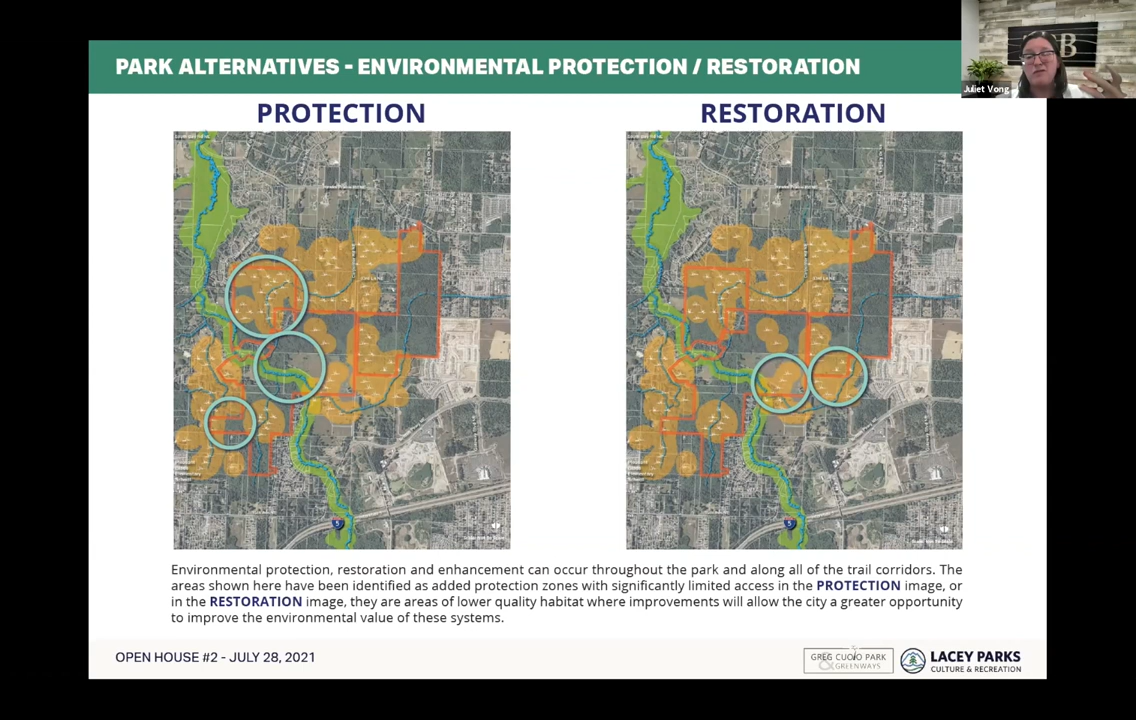 PARK ALTERNATIVES - ENVIRONMENTAL PROTECTION / RESTORATION
Juliet Vong
PROTECTION
RESTORATION
5
5
Environmental protection, restoration and enhancement can occur throughout the park and along all of the trail corridors. The
areas shown here have been identified as added protection zones with significantly limited access in the PROTECTION image, or
in the RESTORATION image, they are areas of lower quality habitat where improvements will allow the city a greater opportunity
to improve the environmental value of these systems.
OPEN HOUSE #2 - JULY 28, 2021
GREG CUOIO PARK
& GREENWAYS
LACEY PARKS
CULTURE & RECREATION